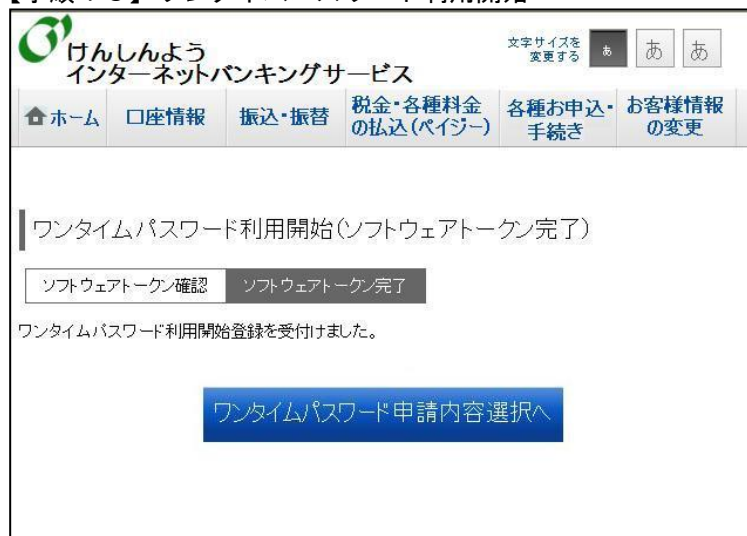 けんしんよう
インターネットバンキングサービス
文字サイズを
変更する
あ あ あ
ホーム 口座情報 振込・振替 税金・各種料金 各種お申込・ お客様情報
の払込(ペイジー) 手続き の変更
ワンタイムパスワード利用開始(ソフトウェアトークン完了)
ソフトウェアトークン確認 ソフトウェアトークン完了
ワンタイムパスワード利用開始登録を受付けました。
ワンタイムパスワード申請内容選択へ